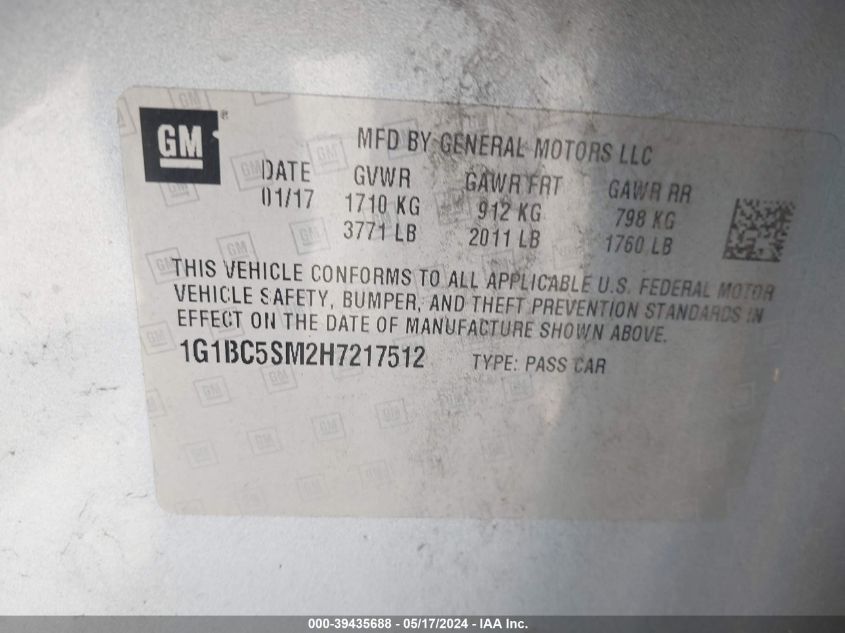 GM
MFD BY GENERAL MOTORS LLC
DATE GVWR GAWR FRT GAWR RR
01/17 1710 KG 912 KG 798 KG
3771 LB 2011 LB 1760 LB
THIS VEHICLE CONFORMS TO ALL APPLICABLE U.S. FEDERAL MOTOR
VEHICLE SAFETY, BUMPER, AND THEFT PREVENTION STANDARDS IN
EFFECT ON THE DATE OF MANUFACTURE SHOWN ABOVE.
1G1BC5SM2H7217512 TYPE: PASS CAR
000-39435688 - 05/17/2024 - IAA Inc.